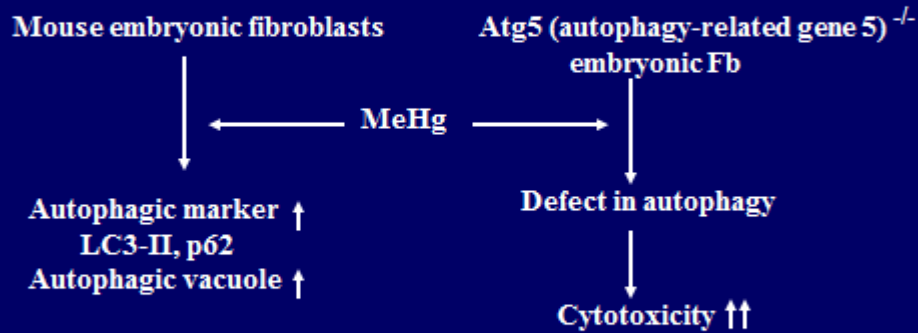 Mouse embryonic fibroblasts
Atg5 (autophagy-related gene 5) -/-
embryonic Fb
MeHg
Autophagic marker ↑
LC3-II, p62
Autophagic vacuole ↑
Defect in autophagy
Cytotoxicity ↑↑